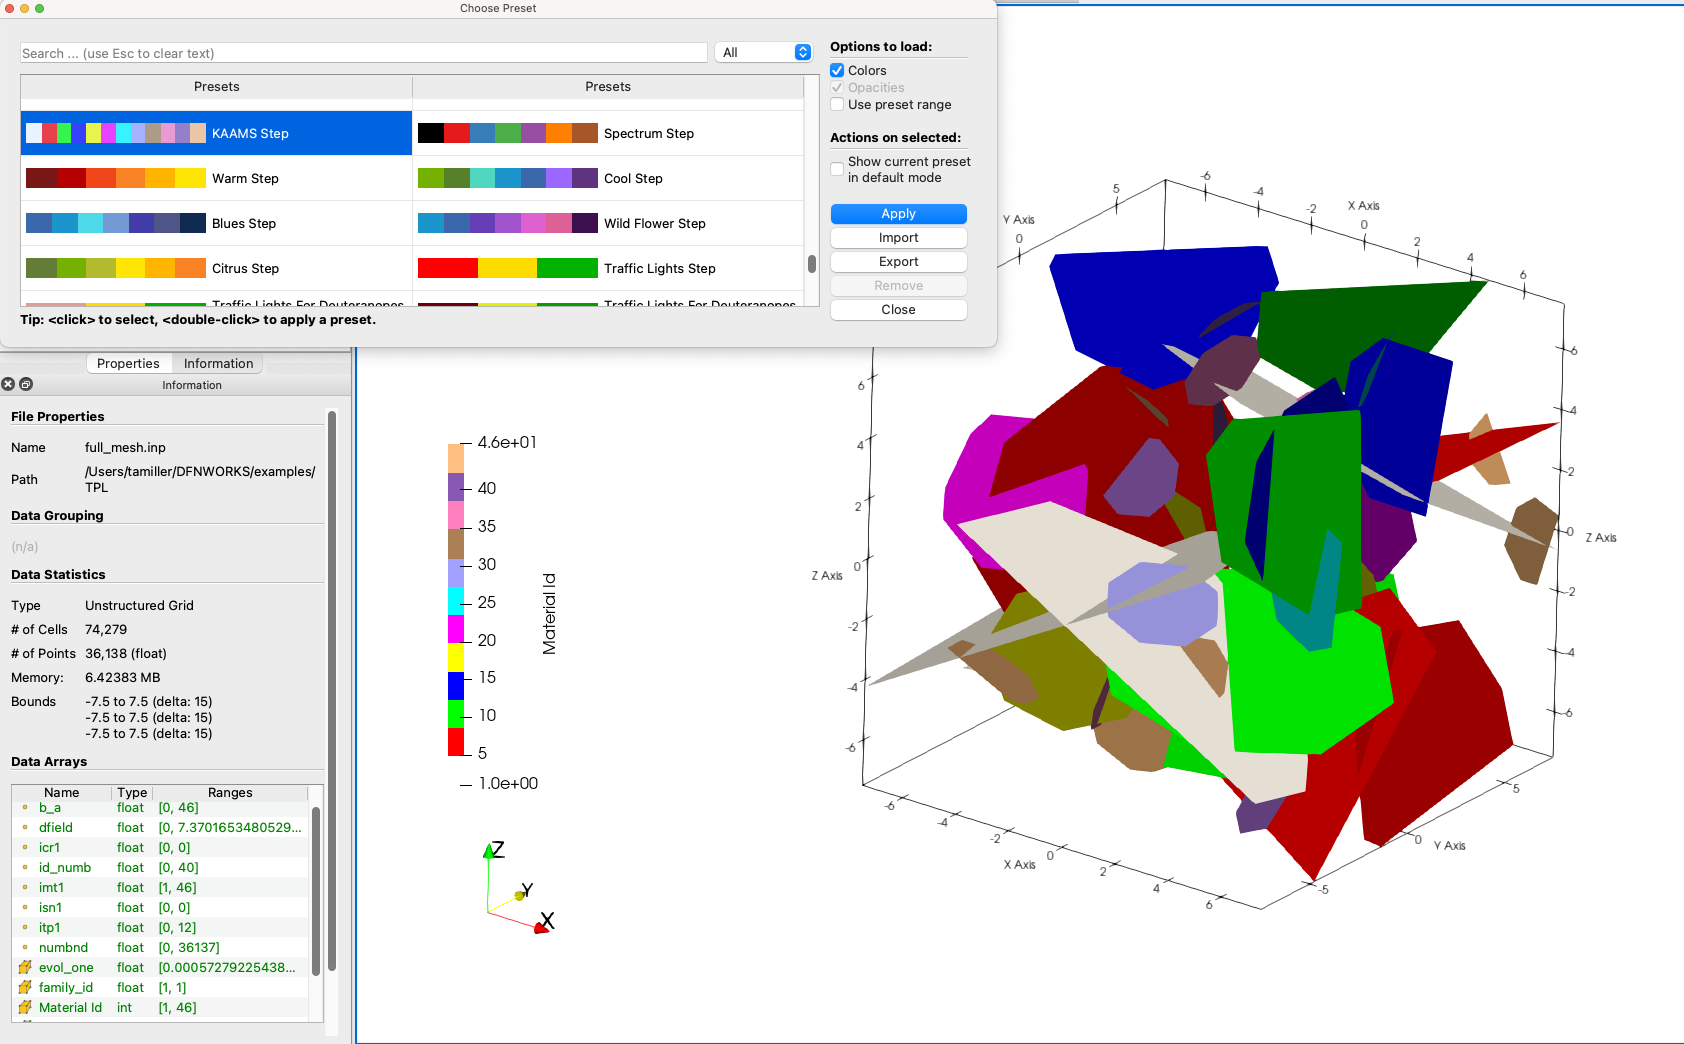 Choose Preset
Search ... (use Esc to clear text)
All
Presets Presets
KAAMS Step Spectrum Step
Warm Step Cool Step
Blues Step Wild Flower Step
Citrus Step Traffic Lights Step
Traffic Lights For Deuteranopes Traffic Lights For Deuteranopes
Tip: <click> to select, <double-click> to apply a preset.
Options to load:
Colors
Opacities
Use preset range
Actions on selected:
Show current preset
in default mode
Apply
Import
Export
Remove
Close
Properties Information
Information
File Properties
Name full_mesh.inp
Path /Users/tamiller/DFNWORKS/examples/
TPL
Data Grouping
(n/a)
Data Statistics
Type Unstructured Grid
# of Cells 74,279
# of Points 36,138 (float)
Memory: 6.42383 MB
Bounds -7.5 to 7.5 (delta: 15)
-7.5 to 7.5 (delta: 15)
-7.5 to 7.5 (delta: 15)
Data Arrays
Name Type Ranges
b_a float [0, 46]
dfield float [0, 7.3701653480529...
icr1 float [0, 0]
id_numb float [0, 40]
imt1 float [1, 46]
isn1 float [0, 0]
itp1 float [0, 12]
numbnd float [0, 36137]
evol_one float [0.00057279225438...
family_id float [1, 1]
Material Id int [1, 46]
4.6e+01
40
35
30
25
20
15
10
5
1.0e+00
Material Id
Z
Y
X
5
Y Axis
0
-6
-4
-2
X Axis
0
2
4
6
6
4
2
Z Axis
0
-2
-4
-6
-6
-4
-2
0
X Axis
2
4
6
-5
0
Y Axis
5
-6
-4
-2
-0
Z Axis
-2
-4
-6